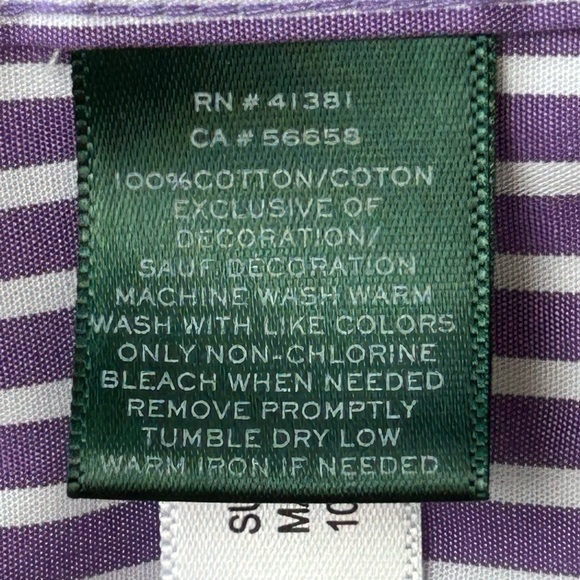 RN # 41381
CA # 56658
100% COTTON/COTON
EXCLUSIVE OF
DECORATION/
SAUF DECORATION
MACHINE WASH WARM
WASH WITH LIKE COLORS
ONLY NON-CHLORINE
BLEACH WHEN NEEDED
REMOVE PROMPTLY
TUMBLE DRY LOW
WARM IRON IF NEEDED